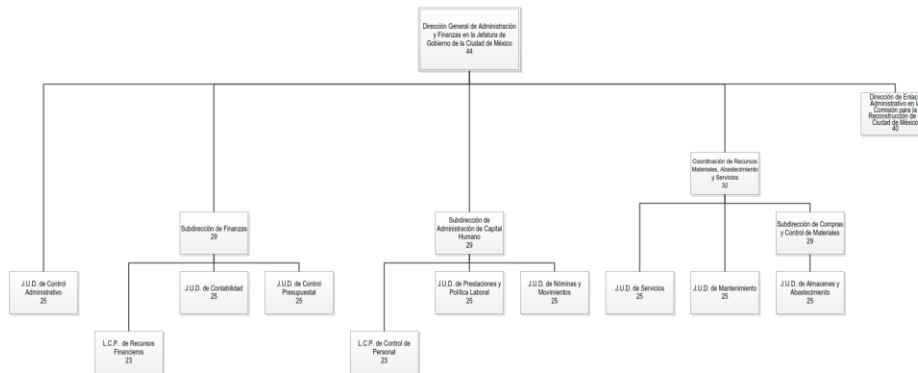 Dirección General de Administración
y Finanzas en la Jefatura de
Gobierno de la Ciudad de México
44
Dirección de Enlac
Administrativo en l
Comisión para la
Reconstrucción de
Ciudad de México
40
Coordinación de Recursos
Materiales, Abastecimiento
y Servicios
32
Subdirección de Finanzas
29
Subdirección de
Administración de Capital
Humano
29
Subdirección de Compras
y Control de Materiales
29
J.U.D. de Control
Administrativo
25
J.U.D. de Contabilidad
25
J.U.D. de Control
Presupuestal
25
J.U.D. de Prestaciones y
Política Laboral
25
J.U.D. de Nóminas y
Movimientos
25
J.U.D. de Servicios
25
J.U.D. de Mantenimiento
25
J.U.D. de Almacenes y
Abastecimiento
25
L.C.P. de Recursos
Financieros
23
L.C.P. de Control de
Personal
23